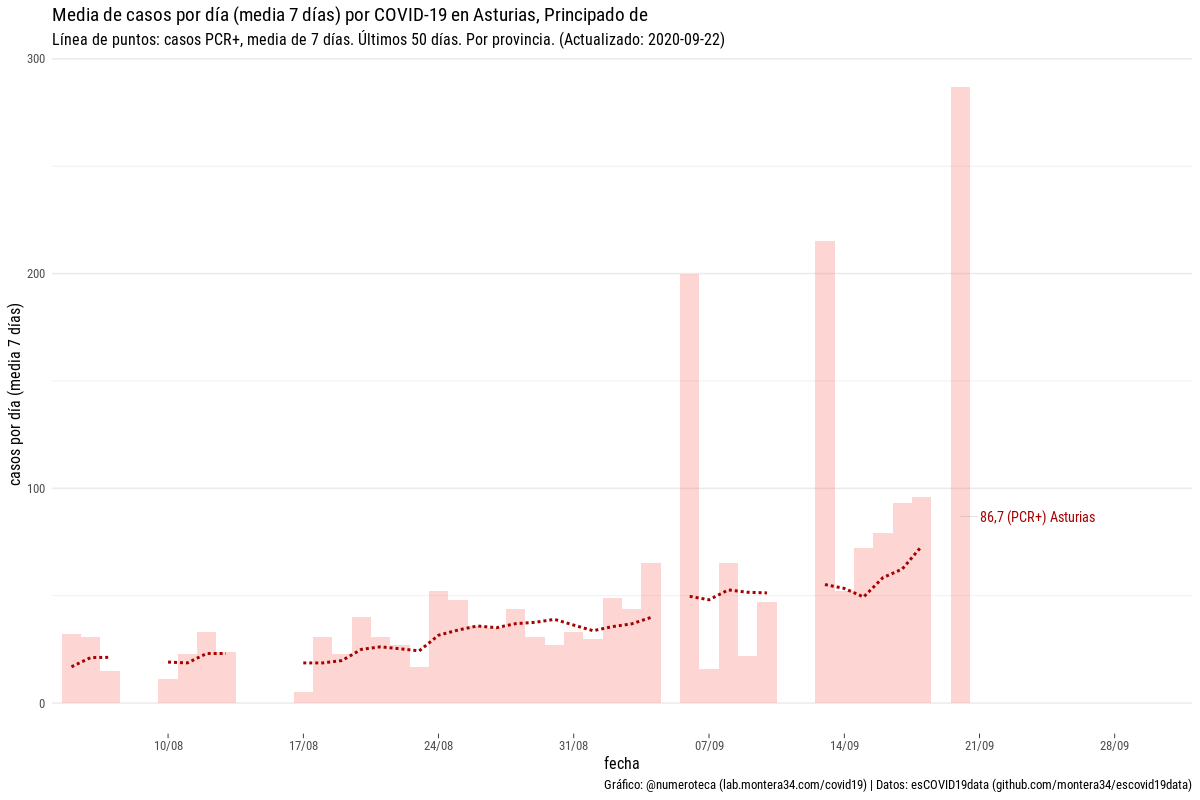 Media de casos por día (media 7 días) por COVID-19 en Asturias, Principado de
Línea de puntos: casos PCR+, media de 7 días. Últimos 50 días. Por provincia. (Actualizado: 2020-09-22)
casos por día (media 7 días)
300
200
100
0
86,7 (PCR+) Asturias
10/08
17/08
24/08
31/08
07/09
14/09
21/09
28/09
fecha
Gráfico: @numeroteca (lab.montera34.com/covid19) | Datos: esCOVID19data (github.com/montera34/escovid19data)